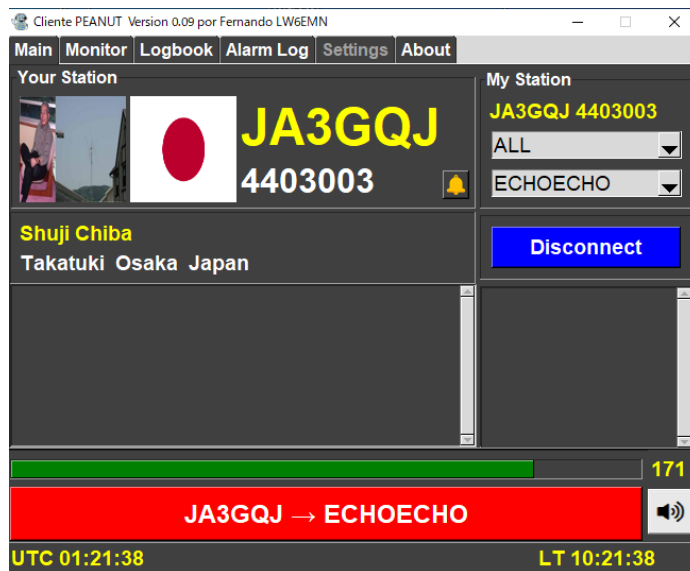 Cliente PEANUT Version 0.09 por Fernando LW6EMN
Main Monitor Logbook Alarm Log Settings About
Your Station
JA3GQJ
4403003
My Station
JA3GQJ 4403003
ALL
ECHOECHO
Shuji Chiba
Takatuki Osaka Japan
Disconnect
171
JA3GQJ → ECHOECHO
UTC 01:21:38
LT 10:21:38